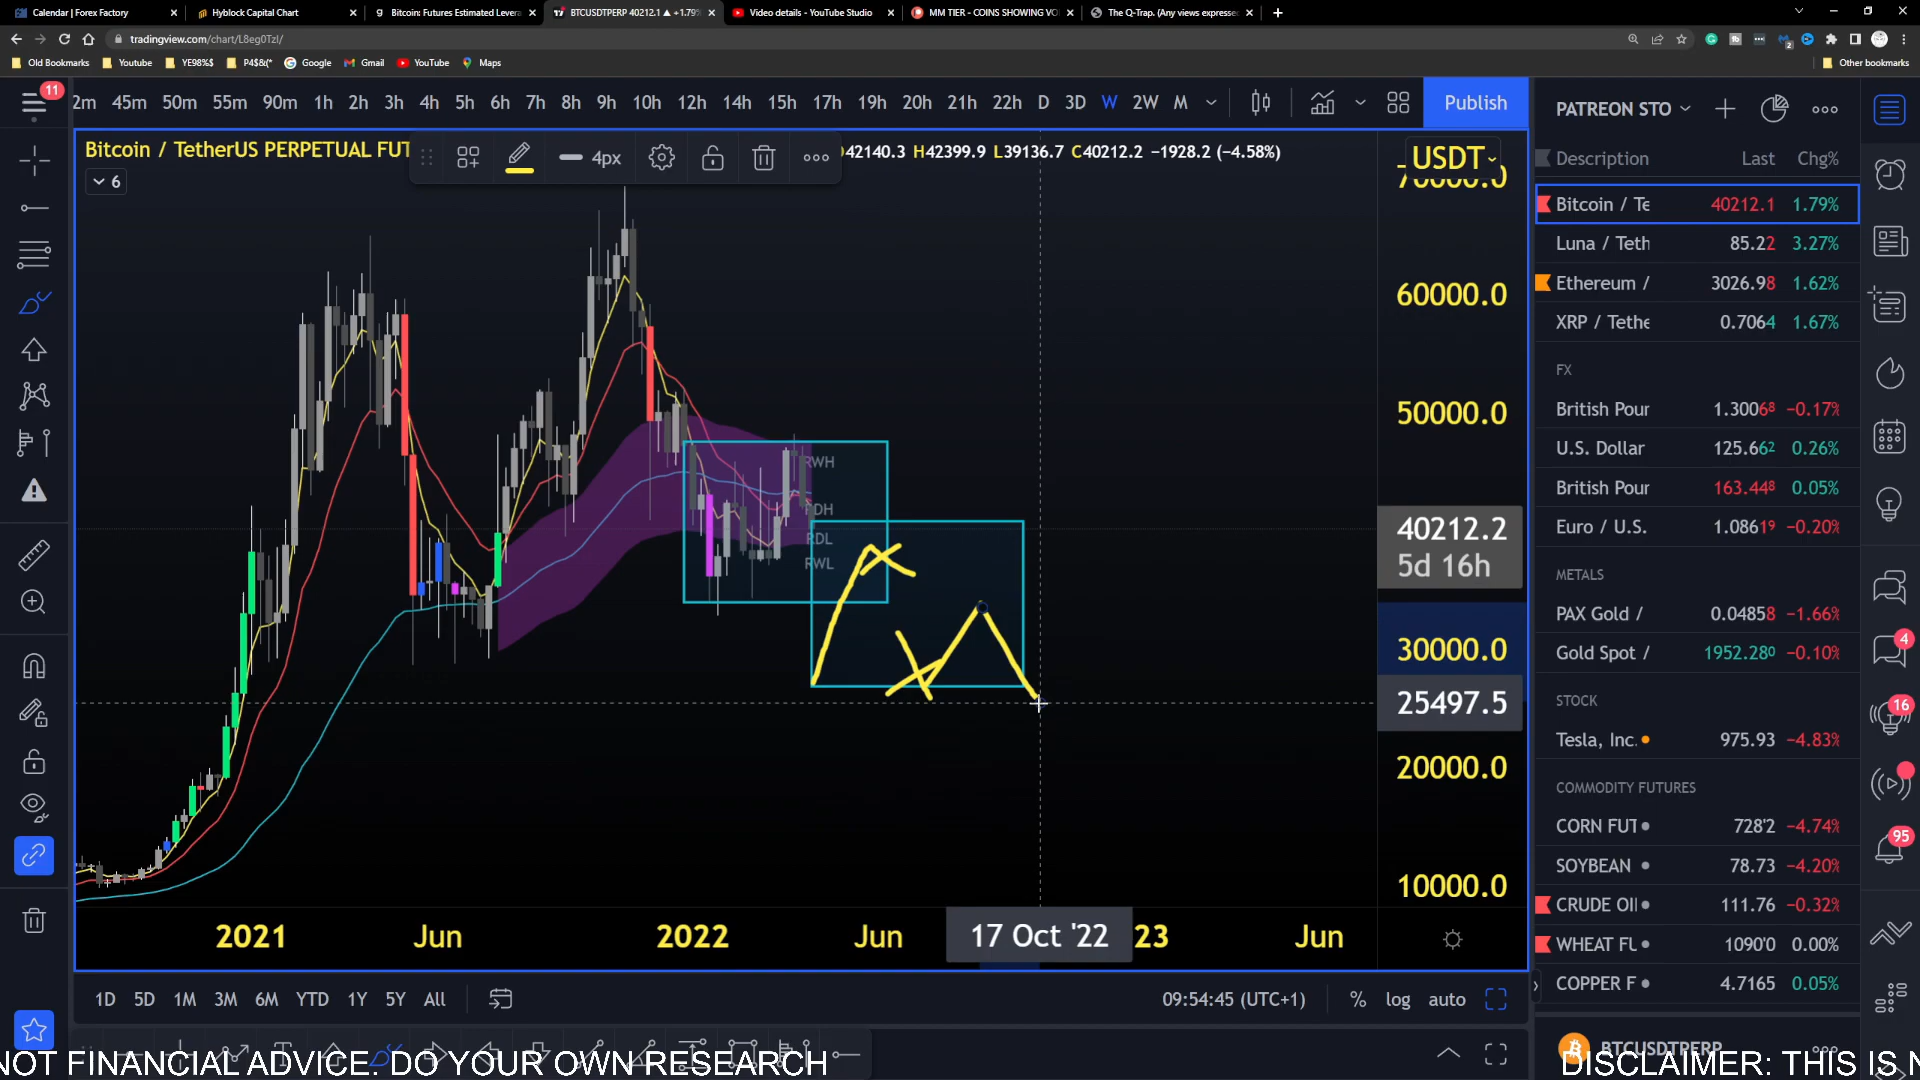 Calendar | Forex Factory
Hyblock Capital Chart
Bitcoin: Futures Estimated Levera
BTCUSDTPERP 40212.1 ▲ +1.79%
Video details - YouTube Studio
MM TIER - COINS SHOWING VO
The Q-Trap. (Any views expresse
tradingview.com/chart/L8eg0TzI/
Old Bookmarks
Youtube
YE98%$
P4$&(*
Google
Gmail
YouTube
Maps
Other bookmarks
11
2m 45m 50m 55m 90m 1h 2h 3h 4h 5h 6h 7h 8h 9h 10h 12h 14h 15h 17h 19h 20h 21h 22h D 3D W 2W M
Publish
PATREON STO
Bitcoin / TetherUS PERPETUAL FUT
4px
42140.3 H42399.9 L39136.7 C40212.2 −1928.2 (−4.58%)
USDT
6
70000.0
60000.0
50000.0
40212.2
5d 16h
30000.0
25497.5
20000.0
10000.0
RWH
RDH
RDL
RWL
2021 Jun 2022 Jun 17 Oct '22 23 Jun
Description Last Chg%
Bitcoin / Te 40212.1 1.79%
Luna / Teth 85.22 3.27%
Ethereum / 3026.98 1.62%
XRP / Tethe 0.7064 1.67%
FX
British Pour 1.30068 −0.17%
U.S. Dollar 125.662 0.26%
British Pour 163.448 0.05%
Euro / U.S. 1.08619 −0.20%
METALS
PAX Gold / 0.04858 −1.66%
Gold Spot / 1952.280 −0.10%
STOCK
Tesla, Inc. 975.93 −4.83%
COMMODITY FUTURES
CORN FUT 728'2 −4.74%
SOYBEAN 78.73 −4.20%
CRUDE OII 111.76 −0.32%
WHEAT FL 1090'0 0.00%
COPPER F 4.7165 0.05%
4
16
95
1D 5D 1M 3M 6M YTD 1Y 5Y All
09:54:45 (UTC+1) % log auto
BTCUSDTPERP
NOT FINANCIAL ADVICE. DO YOUR OWN RESEARCH
DISCLAIMER: THIS IS N